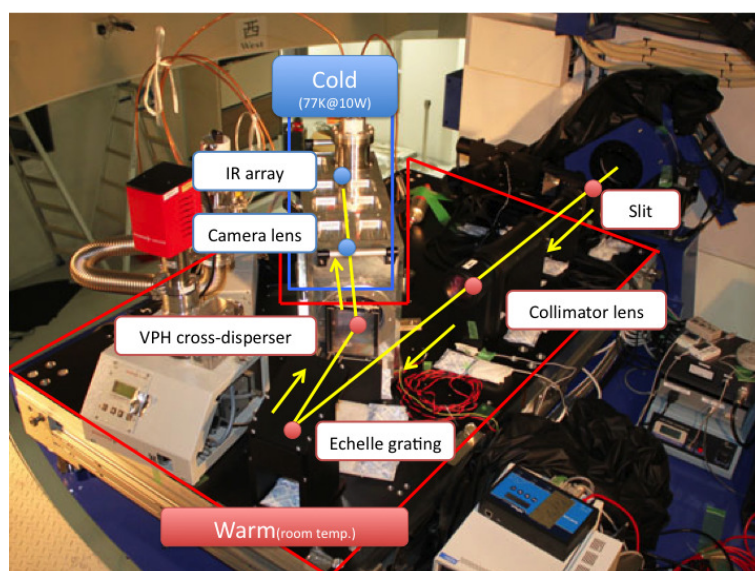 西
West
Cold
(77K@10W)
IR array
Slit
Camera lens
Collimator lens
VPH cross-disperser
Echelle grating
Warm(room temp.)